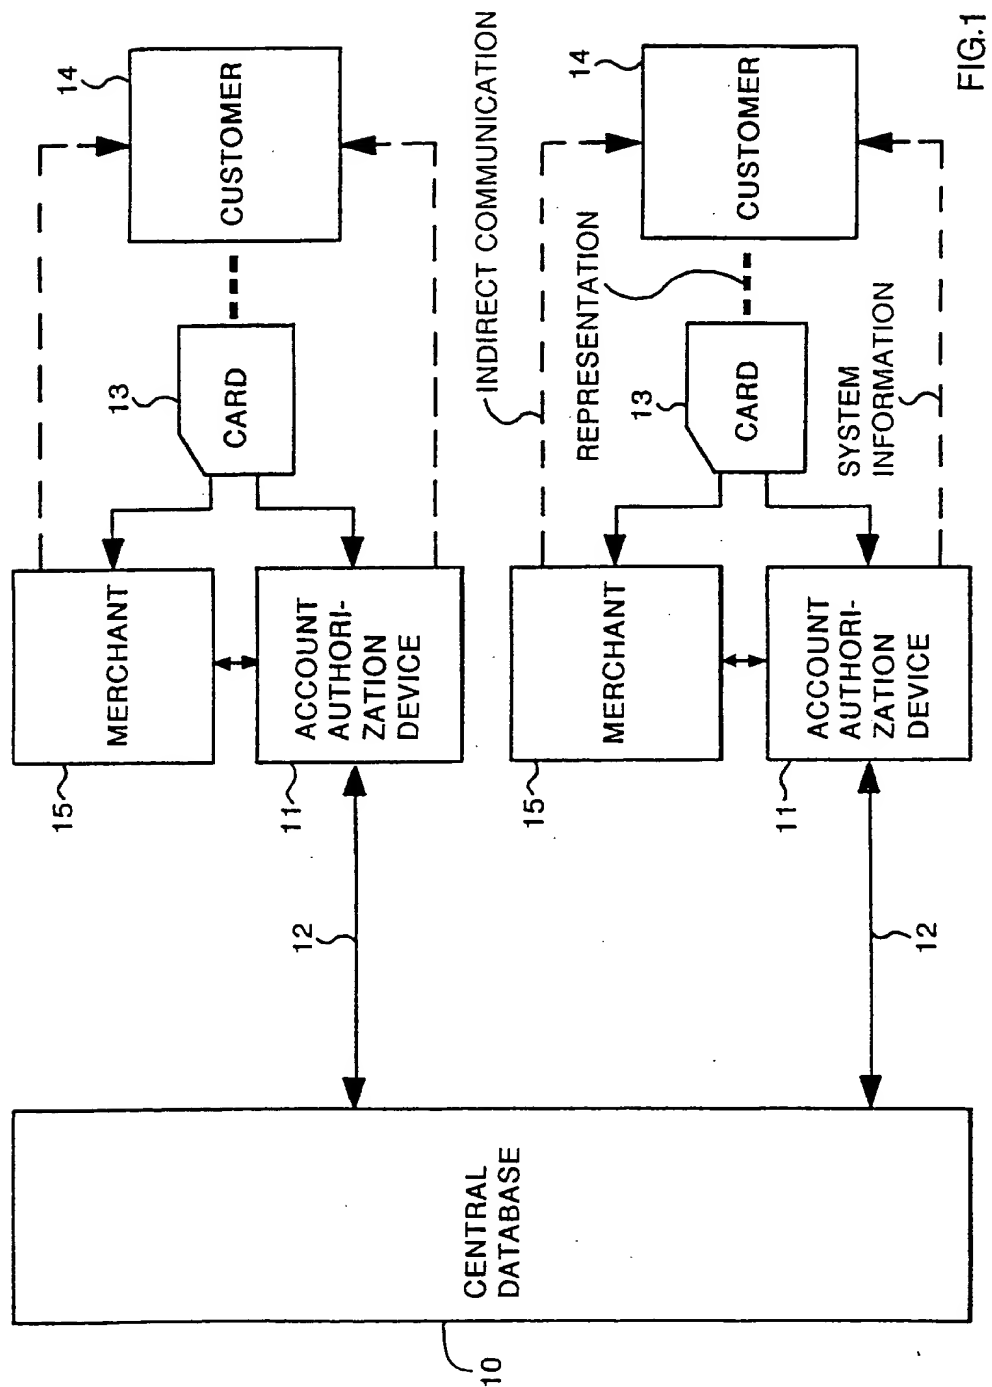 14
CUSTOMER
13
CARD
MERCHANT
15
ACCOUNT
AUTHORI-
ZATION
DEVICE
11
12
INDIRECT COMMUNICATION
REPRESENTATION
SYSTEM
INFORMATION
14
CUSTOMER
13
CARD
MERCHANT
15
ACCOUNT
AUTHORI-
ZATION
DEVICE
11
12
CENTRAL
DATABASE
10
FIG.1